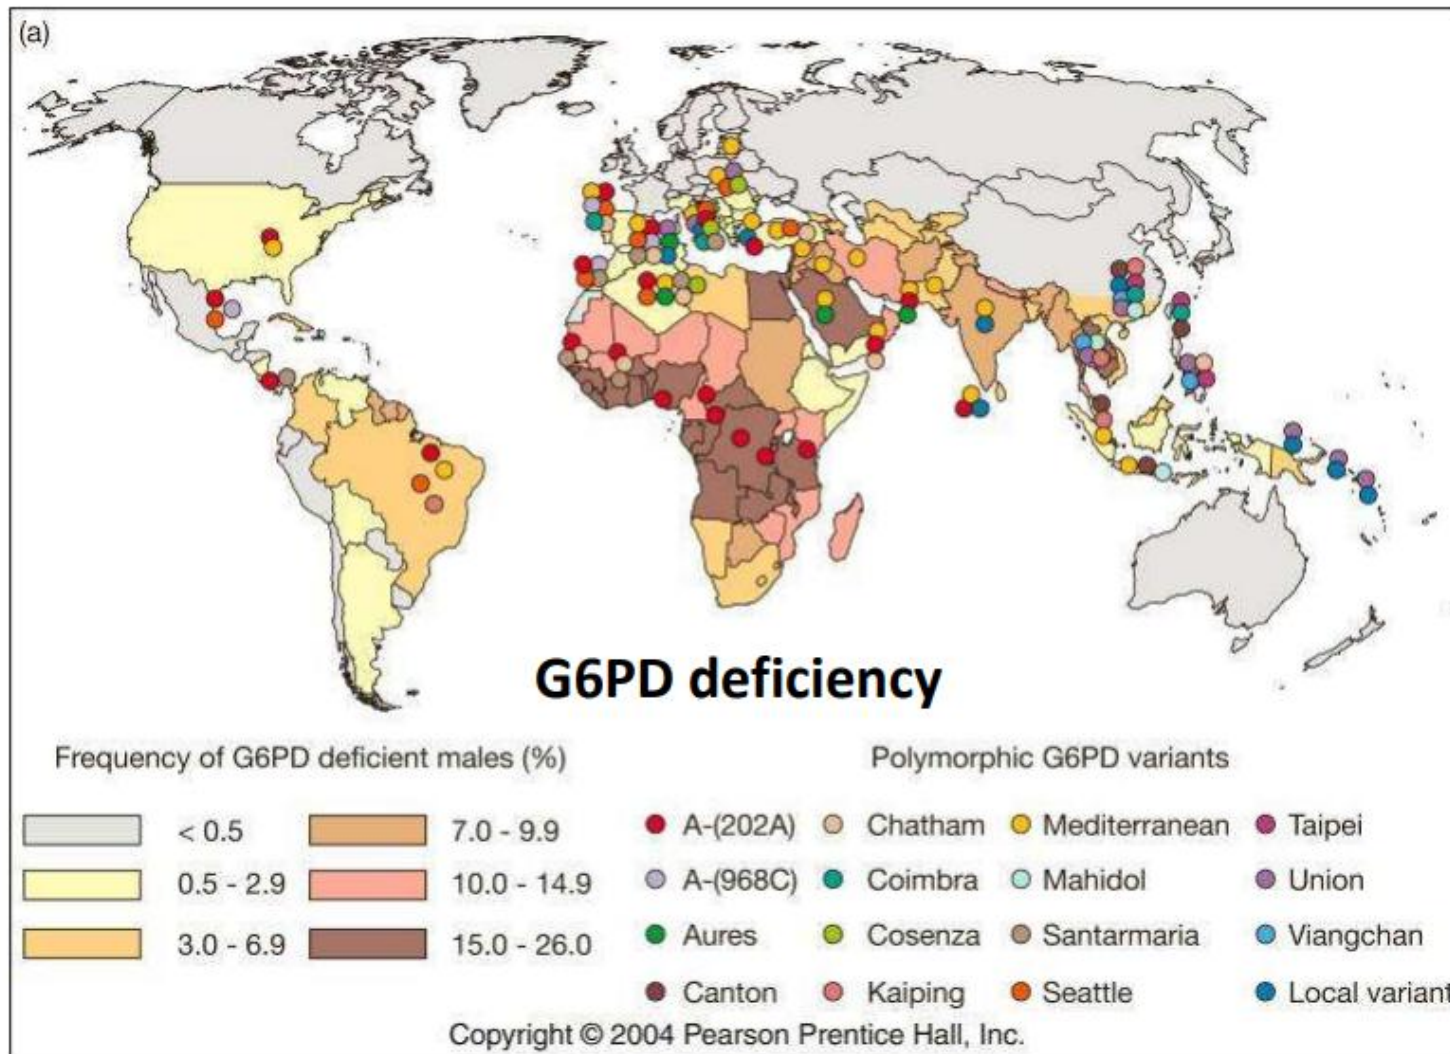 (a)
G6PD deficiency
Frequency of G6PD deficient males (%)
< 0.5
0.5 - 2.9
3.0 - 6.9
7.0 - 9.9
10.0 - 14.9
15.0 - 26.0
Polymorphic G6PD variants
A-(202A) Chatham Mediterranean Taipei
A-(968C) Coimbra Mahidol Union
Aures Cosenza Santarmaria Viangchan
Canton Kaiping Seattle Local variant
Copyright © 2004 Pearson Prentice Hall, Inc.